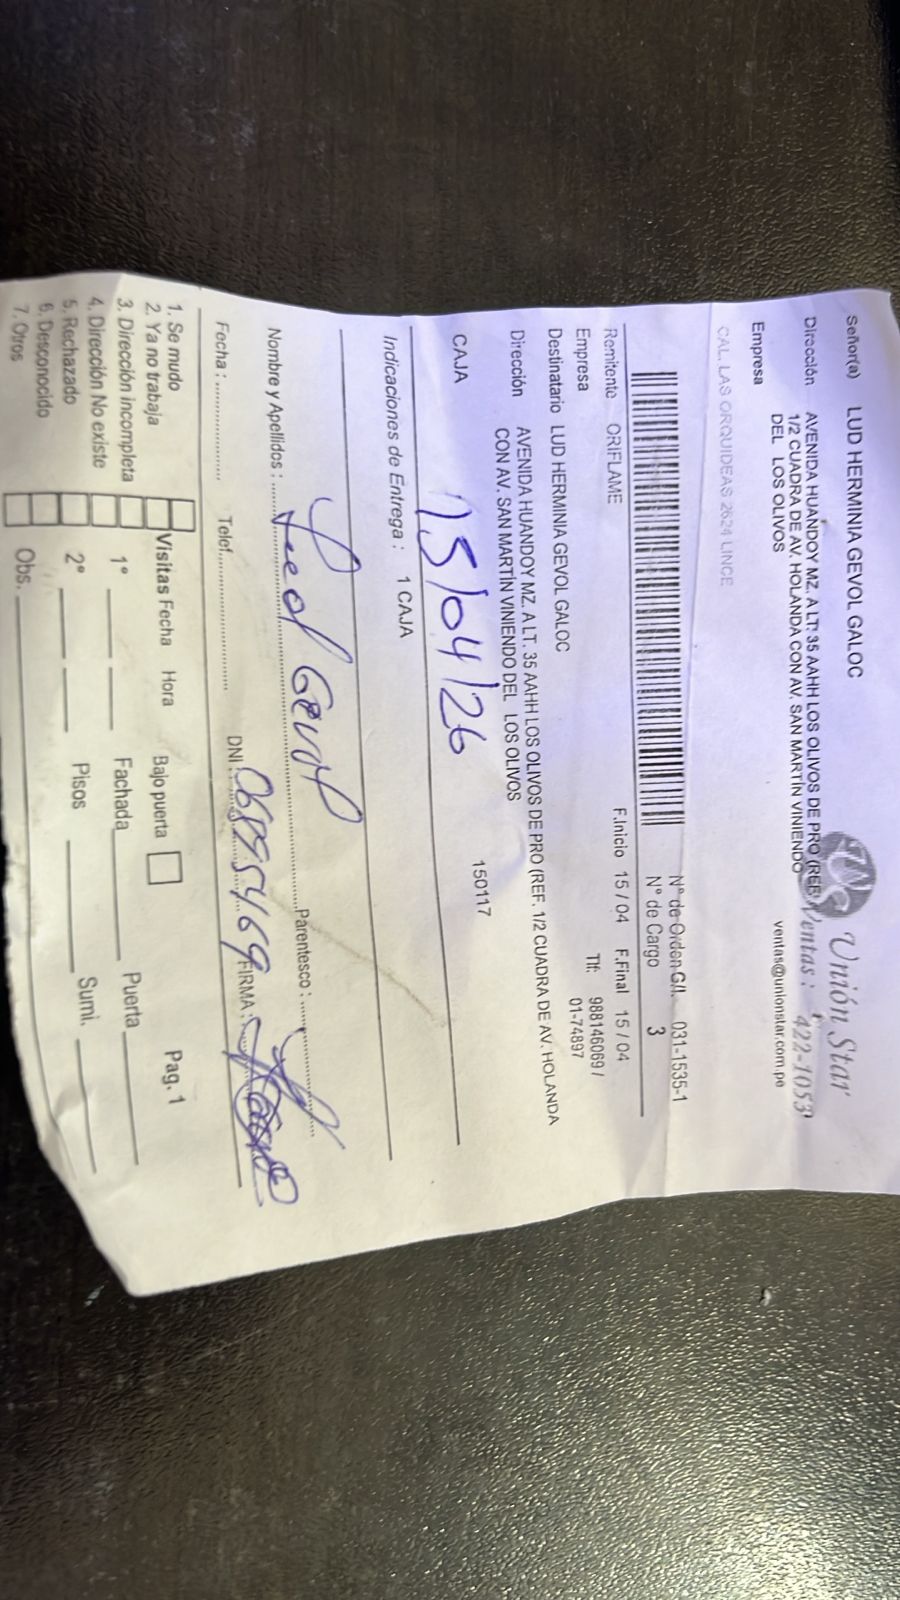 Unión Star
Ventas: 422-1053
ventas@unionstar.com.pe
Señor(a) LUD HERMINIA GEVOL GALOC
Dirección AVENIDA HUANDOY MZ. A LT. 35 AAHH LOS OLIVOS DE PRO (REF.
1/2 CUADRA DE AV. HOLANDA CON AV. SAN MARTÍN VINIENDO
DEL LOS OLIVOS
Empresa
CAL. LAS ORQUIDEAS 2624 LINCE
N° de Orden G/I. 031-1535-1
N° de Cargo 3
F.Inicio 15 / 04 F.Final 15 / 04
Remitente ORIFLAME
Empresa Tlf: 988146069 /
01-74897
Destinatario LUD HERMINIA GEVOL GALOC
Dirección AVENIDA HUANDOY MZ. A LT. 35 AAHH LOS OLIVOS DE PRO (REF. 1/2 CUADRA DE AV. HOLANDA
CON AV. SAN MARTÍN VINIENDO DEL LOS OLIVOS
150117
CAJA
15/04/26
Indicaciones de Entrega : 1 CAJA
Gevol
Nombre y Apellidos : Parentesco :
Fecha : Telef. DNI : 06895469 FIRMA :
1. Se mudo
2. Ya no trabaja
3. Dirección incompleta
4. Dirección No existe
5. Rechazado
6. Desconocido
7. Otros
Visitas Fecha Hora Bajo puerta Pag. 1
1° Fachada Puerta
2° Pisos Sumi.
Obs.